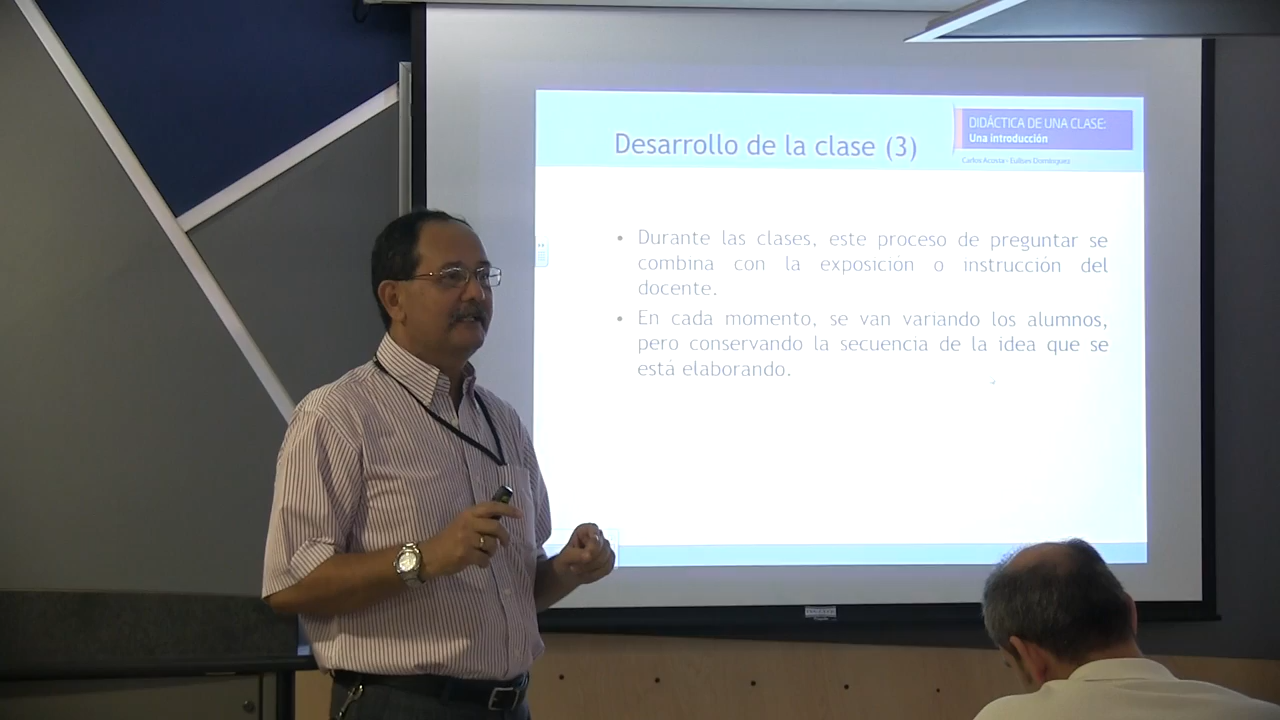 Desarrollo de la clase (3)
DIDÁCTICA DE UNA CLASE:
Una introducción
Carlos Acosta - Eulises Domínguez
• Durante las clases, este proceso de preguntar se
combina con la exposición o instrucción del
docente.
• En cada momento, se van variando los alumnos,
pero conservando la secuencia de la idea que se
está elaborando.